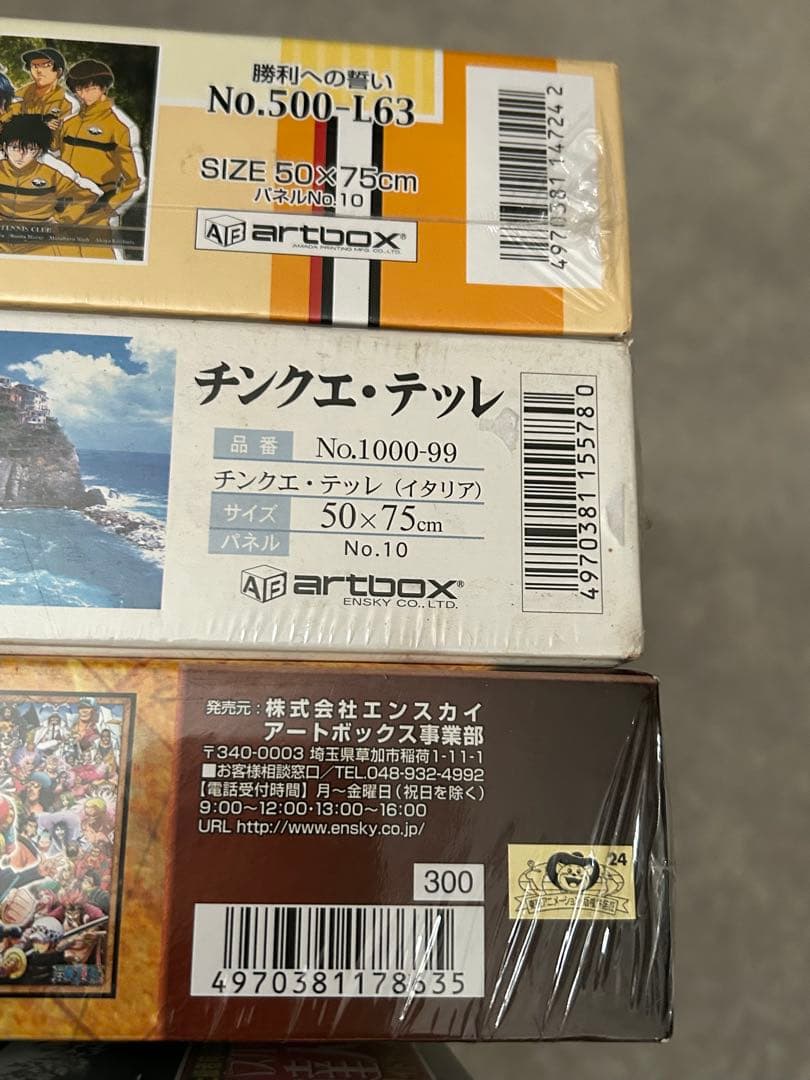 勝利への誓い
No.500-L63
SIZE 50×75cm
パネルNo.10
AB artbox®
AMADA PRINTING MFG. CO.,LTD.
4970381147242
TENNIS CLUB
チンクエ・テッレ
品番 No.1000-99
チンクエ・テッレ（イタリア）
サイズ 50×75cm
パネル No.10
AB artbox®
ENSKY CO.,LTD.
4970381155780
発売元：株式会社エンスカイ
アートボックス事業部
〒340-0003 埼玉県草加市稲荷1-11-1
■お客様相談窓口／TEL.048-932-4992
【電話受付時間】月～金曜日（祝日を除く）
9:00～12:00・13:00～16:00
URL http://www.ensky.co.jp/
300
24
4970381178635